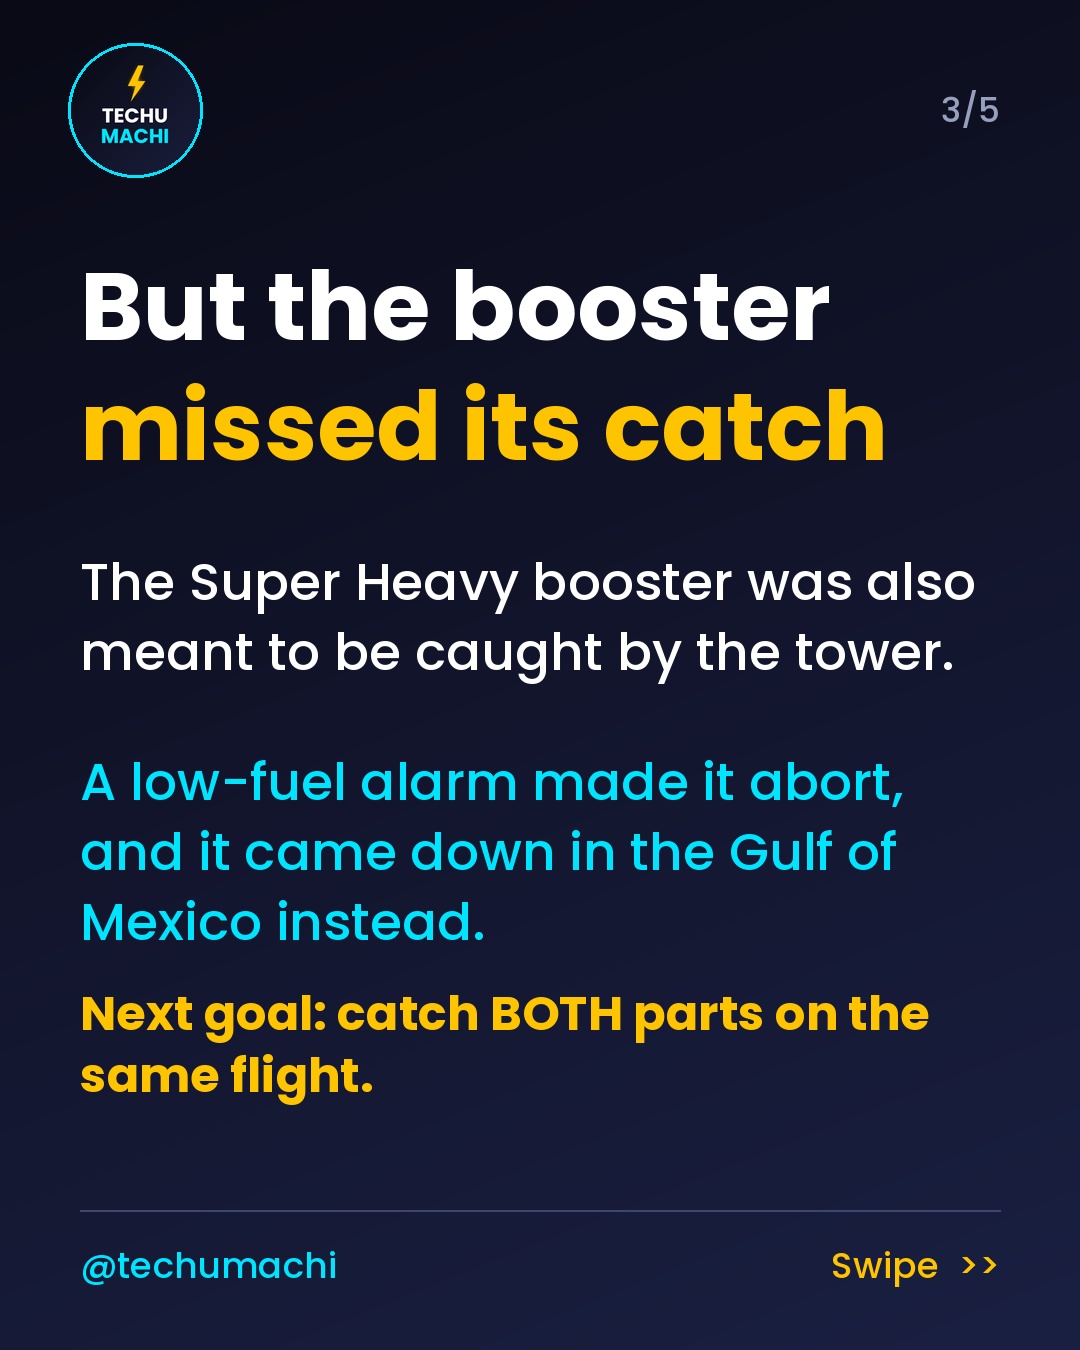 TECHU
MACHI
3/5
But the booster
missed its catch
The Super Heavy booster was also
meant to be caught by the tower.
A low-fuel alarm made it abort,
and it came down in the Gulf of
Mexico instead.
Next goal: catch BOTH parts on the
same flight.
@techumachi
Swipe >>